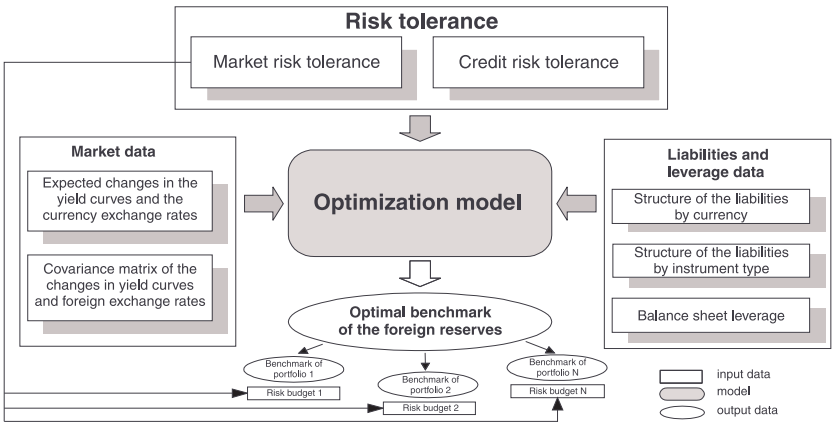 Risk tolerance
Market risk tolerance
Credit risk tolerance
Market data
Expected changes in the
yield curves and the
currency exchange rates
Covariance matrix of the
changes in yield curves
and foreign exchange rates
Optimization model
Liabilities and
leverage data
Structure of the liabilities
by currency
Structure of the liabilities
by instrument type
Balance sheet leverage
Optimal benchmark
of the foreign reserves
Benchmark of
portfolio 1
Risk budget 1
Benchmark of
portfolio 2
Risk budget 2
Benchmark of
portfolio N
Risk budget N
input data
model
output data